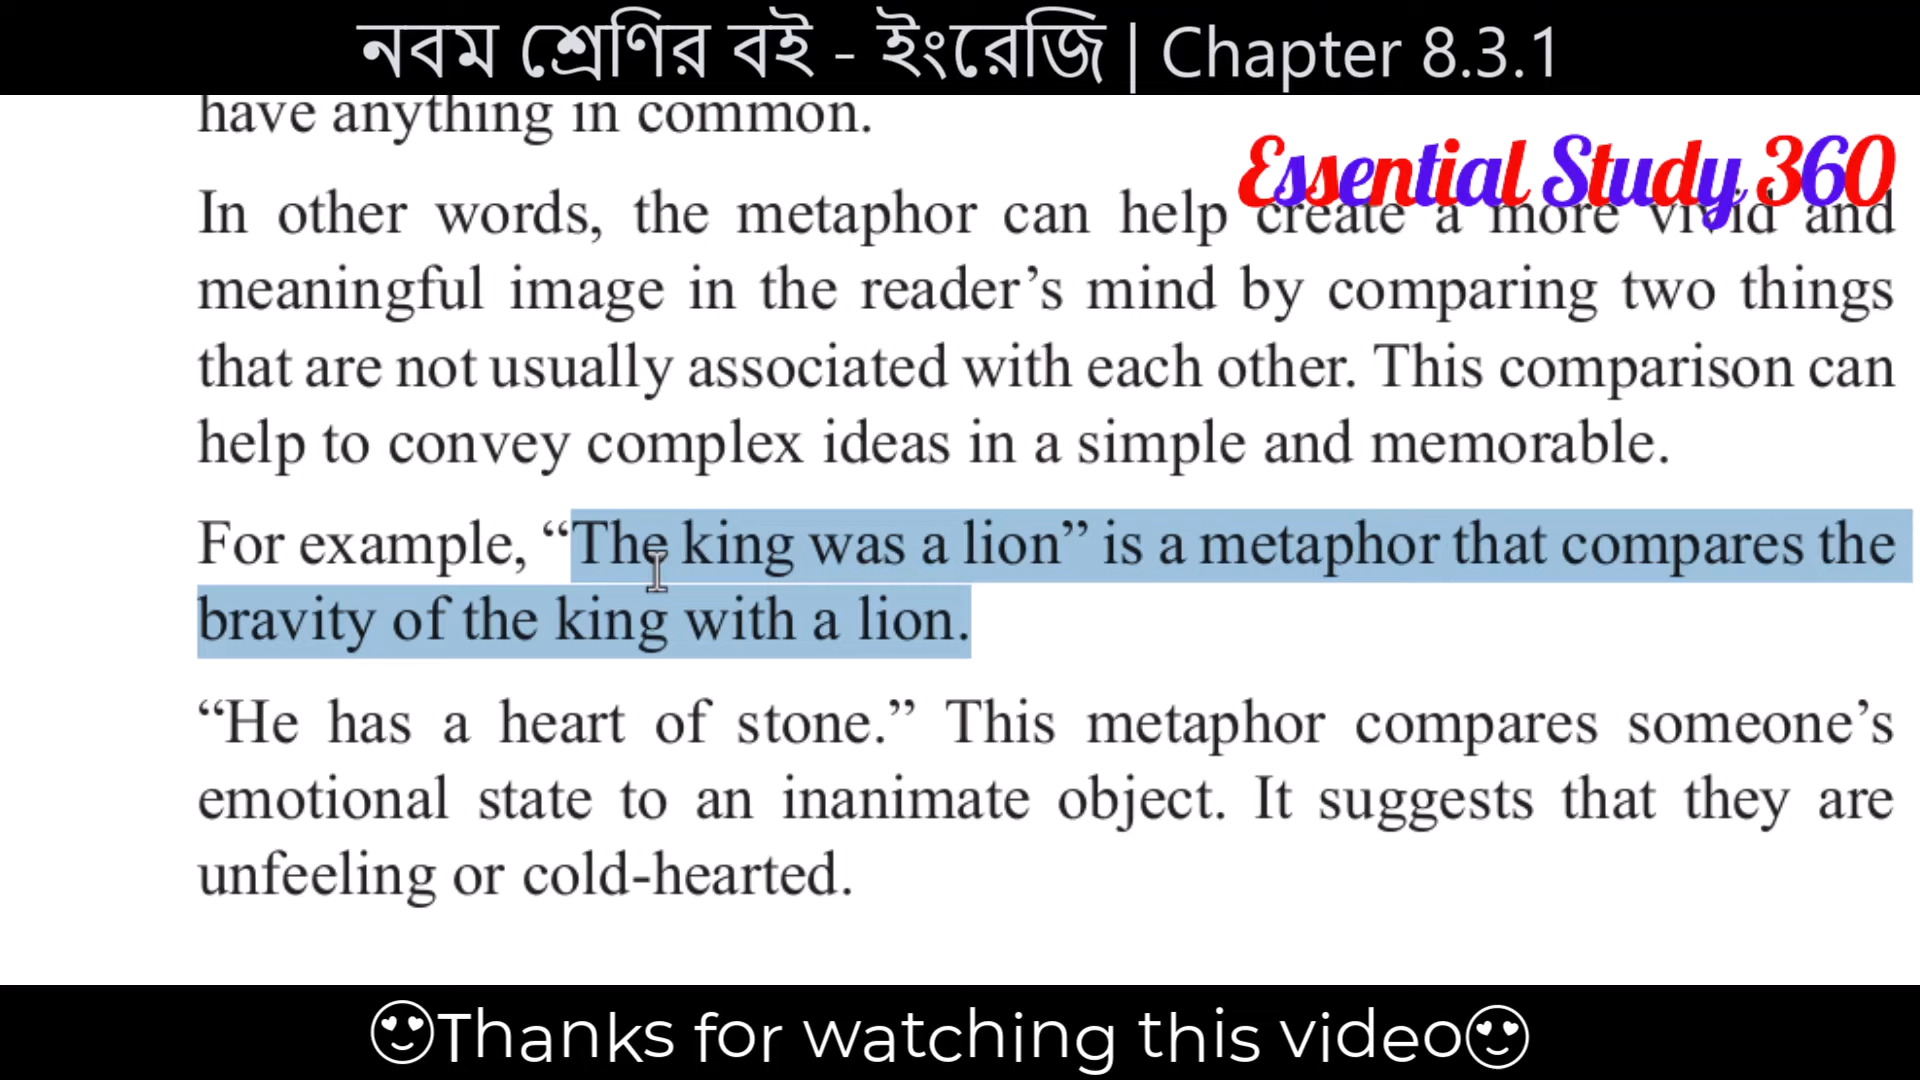 নবম শ্রেণির বই - ইংরেজি | Chapter 8.3.1
have anything in common.
Essential Study 360
In other words, the metaphor can help create a more vivid and
meaningful image in the reader’s mind by comparing two things
that are not usually associated with each other. This comparison can
help to convey complex ideas in a simple and memorable.
For example, “The king was a lion” is a metaphor that compares the
bravity of the king with a lion.
“He has a heart of stone.” This metaphor compares someone’s
emotional state to an inanimate object. It suggests that they are
unfeeling or cold-hearted.
😍Thanks for watching this video😍